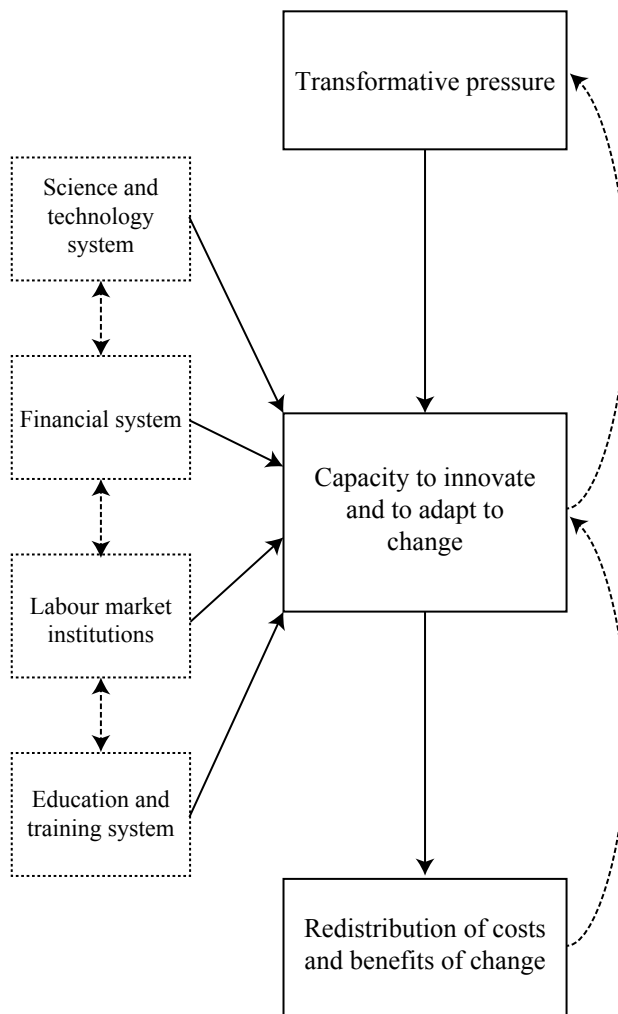 Transformative pressure
Science and
technology
system
Financial system
Capacity to innovate
and to adapt to
change
Labour market
institutions
Education and
training system
Redistribution of costs
and benefits of change